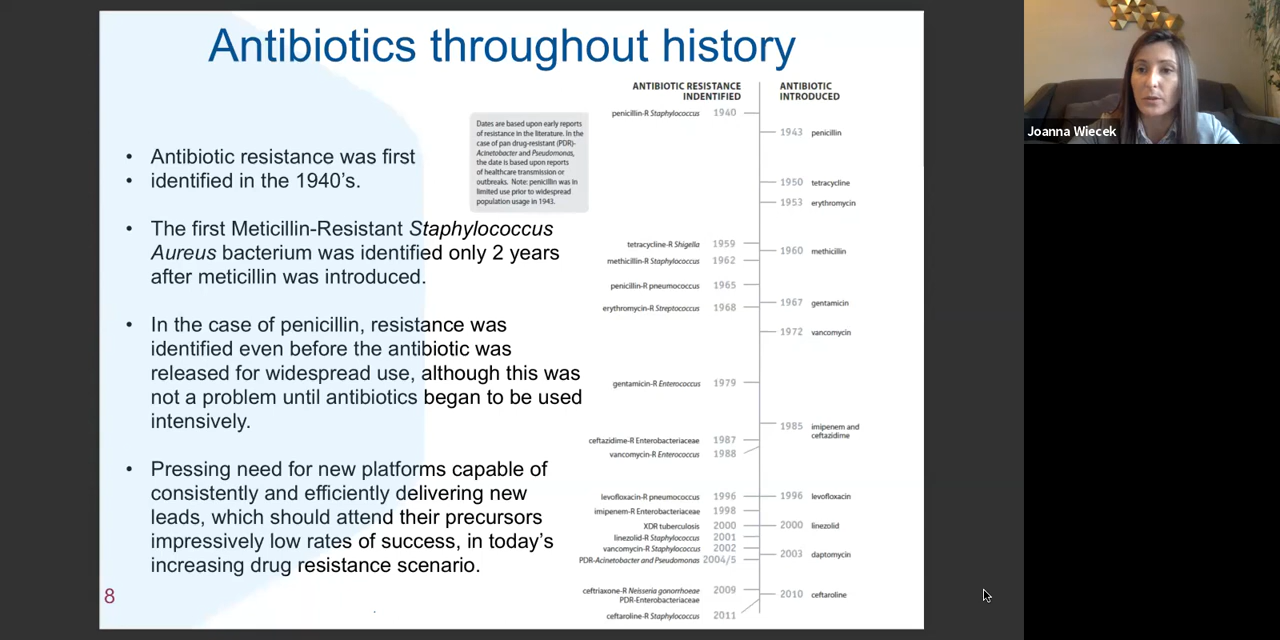 Antibiotics throughout history
• Antibiotic resistance was first
• identified in the 1940's.
• The first Meticillin-Resistant Staphylococcus
Aureus bacterium was identified only 2 years
after meticillin was introduced.
• In the case of penicillin, resistance was
identified even before the antibiotic was
released for widespread use, although this was
not a problem until antibiotics began to be used
intensively.
• Pressing need for new platforms capable of
consistently and efficiently delivering new
leads, which should attend their precursors
impressively low rates of success, in today's
increasing drug resistance scenario.
8
Dates are based upon early reports
of resistance in the literature. In the
case of pan drug-resistant (PDR)-
Acinetobacter and Pseudomonas,
the date is based upon reports
of healthcare transmission or
outbreaks. Note: penicillin was in
limited use prior to widespread
population usage in 1943.
ANTIBIOTIC RESISTANCE
INDENTIFIED
penicillin-R Staphylococcus 1940
tetracycline-R Shigella 1959
methicillin-R Staphylococcus 1962
penicillin-R pneumococcus 1965
erythromycin-R Streptococcus 1968
gentamicin-R Enterococcus 1979
ceftazidime-R Enterobacteriaceae 1987
vancomycin-R Enterococcus 1988
levofloxacin-R pneumococcus 1996
imipenem-R Enterobacteriaceae 1998
XDR tuberculosis 2000
linezolid-R Staphylococcus 2001
vancomycin-R Staphylococcus 2002
PDR-Acinetobacter and Pseudomonas 2004/5
ceftriaxone-R Neisseria gonorrhoeae 2009
PDR-Enterobacteriaceae
ceftaroline-R Staphylococcus 2011
ANTIBIOTIC
INTRODUCED
1943 penicillin
1950 tetracycline
1953 erythromycin
1960 methicillin
1967 gentamicin
1972 vancomycin
1985 imipenem and
ceftazidime
1996 levofloxacin
2000 linezolid
2003 daptomycin
2010 ceftaroline
Joanna Wiecek